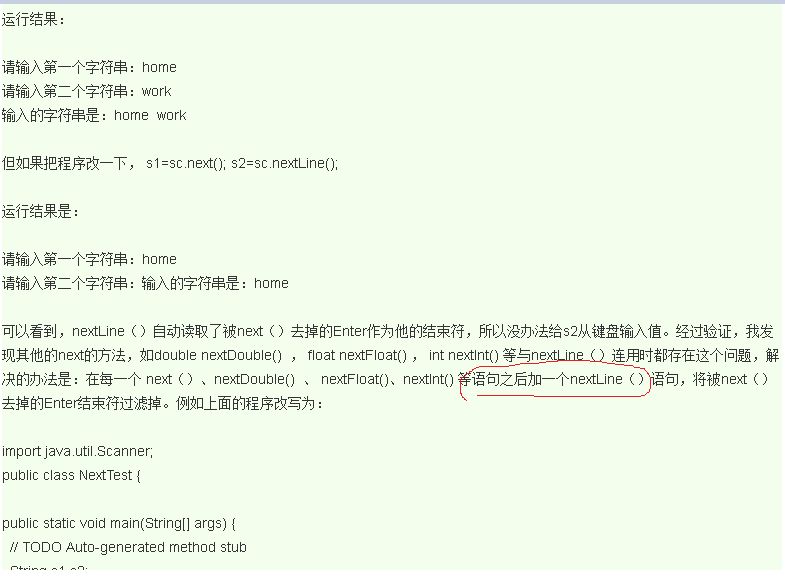 运行结果：
请输入第一个字符串：home
请输入第二个字符串：work
输入的字符串是：home  work
但如果把程序改一下， s1=sc.next(); s2=sc.nextLine();
运行结果是：
请输入第一个字符串：home
请输入第二个字符串：输入的字符串是：home
可以看到，nextLine（）自动读取了被next（）去掉的Enter作为他的结束符，所以没办法给s2从键盘输入值。经过验证，我发
现其他的next的方法，如double nextDouble() ， float nextFloat() ， int nextInt() 等与nextLine（）连用时都存在这个问题，解
决的办法是：在每一个 next（）、nextDouble() 、 nextFloat()、nextInt() 等语句之后加一个nextLine（）语句，将被next（）
去掉的Enter结束符过滤掉。例如上面的程序改写为：
import java.util.Scanner;
public class NextTest {
public static void main(String[] args) {
// TODO Auto-generated method stub
String s1,s2;